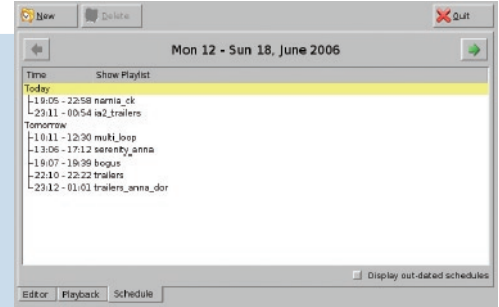 New Delete Quit
Mon 12 - Sun 18, June 2006
Time Show Playlist
Today
19:05 - 22:58 narnia_ck
23:11 - 00:54 ia2_trailers
Tomorrow
10:11 - 12:30 multi_loop
13:06 - 17:12 serenity_anna
19:07 - 19:39 bogus
22:10 - 22:22 trailers
23:12 - 01:01 trailers_anna_dor
Display out-dated schedules
Editor Playback Schedule